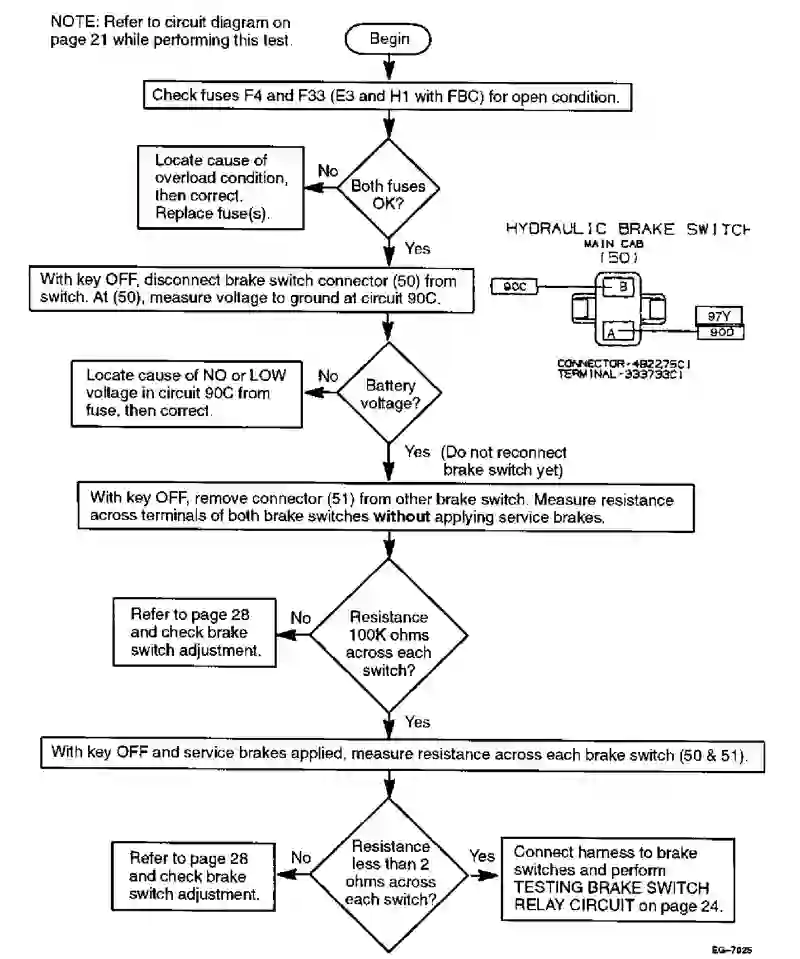 NOTE: Refer to circuit diagram on
page 21 while performing this test.
Begin
Check fuses F4 and F33 (E3 and H1 with FBC) for open condition.
Locate cause of
overload condition,
then correct.
Replace fuse(s).
No
Both fuses
OK?
Yes
HYDRAULIC BRAKE SWITCH
MAIN CAB
(50)
90C
B
97Y
A
90D
CONNECTOR-482275C1
TERMINAL-333733C1
With key OFF, disconnect brake switch connector (50) from
switch. At (50), measure voltage to ground at circuit 90C.
Locate cause of NO or LOW
voltage in circuit 90C from
fuse, then correct.
No
Battery
voltage?
Yes (Do not reconnect
brake switch yet)
With key OFF, remove connector (51) from other brake switch. Measure resistance
across terminals of both brake switches without applying service brakes.
Refer to page 28
and check brake
switch adjustment.
No
Resistance
100K ohms
across each
switch?
Yes
With key OFF and service brakes applied, measure resistance across each brake switch (50 & 51).
Refer to page 28
and check brake
switch adjustment.
No
Resistance
less than 2
ohms across
each switch?
Yes
Connect harness to brake
switches and perform
TESTING BRAKE SWITCH
RELAY CIRCUIT on page 24.
EG-7025